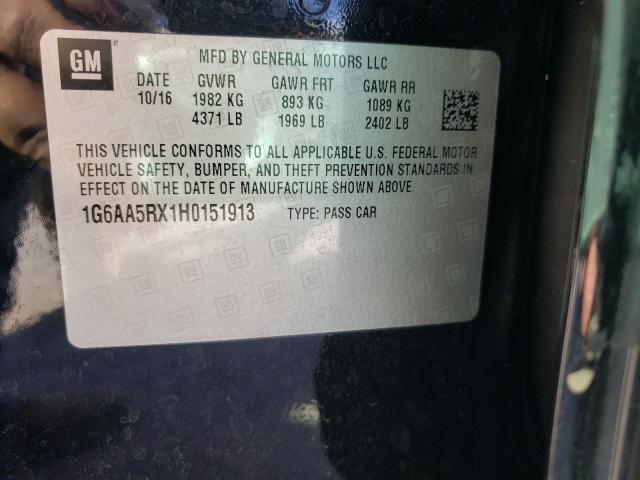 GM
MFD BY GENERAL MOTORS LLC
DATE GVWR GAWR FRT GAWR RR
10/16 1982 KG 893 KG 1089 KG
4371 LB 1969 LB 2402 LB
THIS VEHICLE CONFORMS TO ALL APPLICABLE U.S. FEDERAL MOTOR
VEHICLE SAFETY, BUMPER, AND THEFT PREVENTION STANDARDS IN
EFFECT ON THE DATE OF MANUFACTURE SHOWN ABOVE.
1G6AA5RX1H0151913 TYPE: PASS CAR